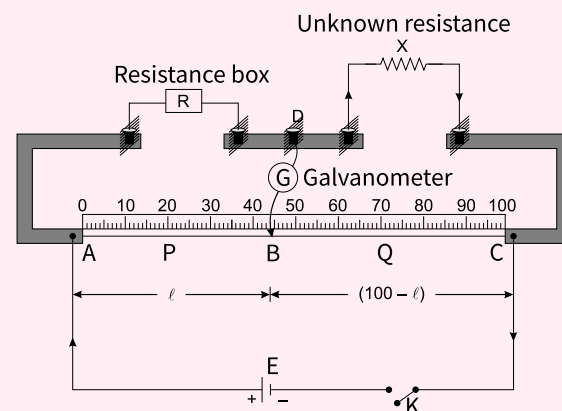 Unknown resistance
X
Resistance box
R
D
G Galvanometer
0 10 20 30 40 50 60 70 80 90 100
A P B Q C
ℓ (100 – ℓ)
E
+ –
K